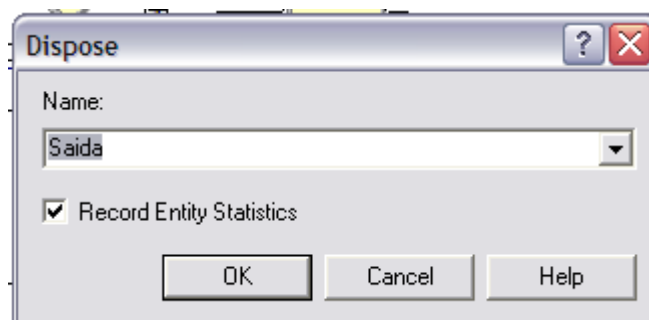 Dispose
Name:
Saida
Record Entity Statistics
OK Cancel Help